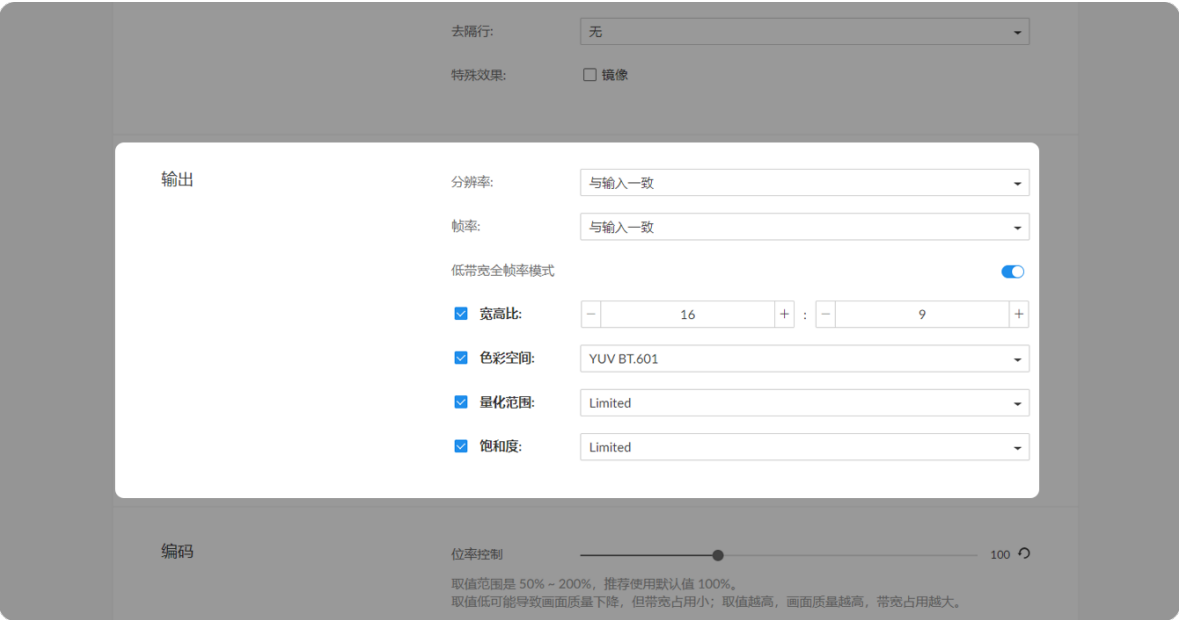 去隔行: 无
特殊效果: 镜像
输出
分辨率: 与输入一致
帧率: 与输入一致
低带宽全帧率模式
宽高比: − 16 + : − 9 +
色彩空间: YUV BT.601
量化范围: Limited
饱和度: Limited
编码
位率控制 100
取值范围是 50% ~ 200%，推荐使用默认值 100%。
取值低可能导致画面质量下降，但带宽占用小；取值越高，画面质量越高，带宽占用越大。